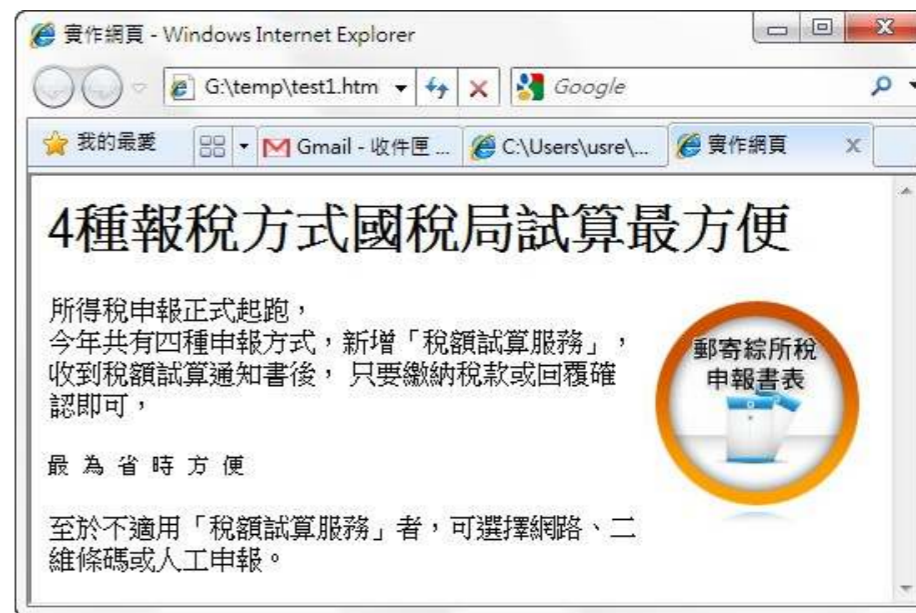 實作網頁 - Windows Internet Explorer
G:\temp\test1.htm
Google
我的最愛
Gmail - 收件匣 ...
C:\Users\usre\...
實作網頁
4種報稅方式國稅局試算最方便
所得稅申報正式起跑，
今年共有四種申報方式，新增「稅額試算服務」，
收到稅額試算通知書後， 只要繳納稅款或回覆確
認即可，
郵寄綜所稅
申報書表
最 為 省 時 方 便
至於不適用「稅額試算服務」者，可選擇網路、二
維條碼或人工申報。